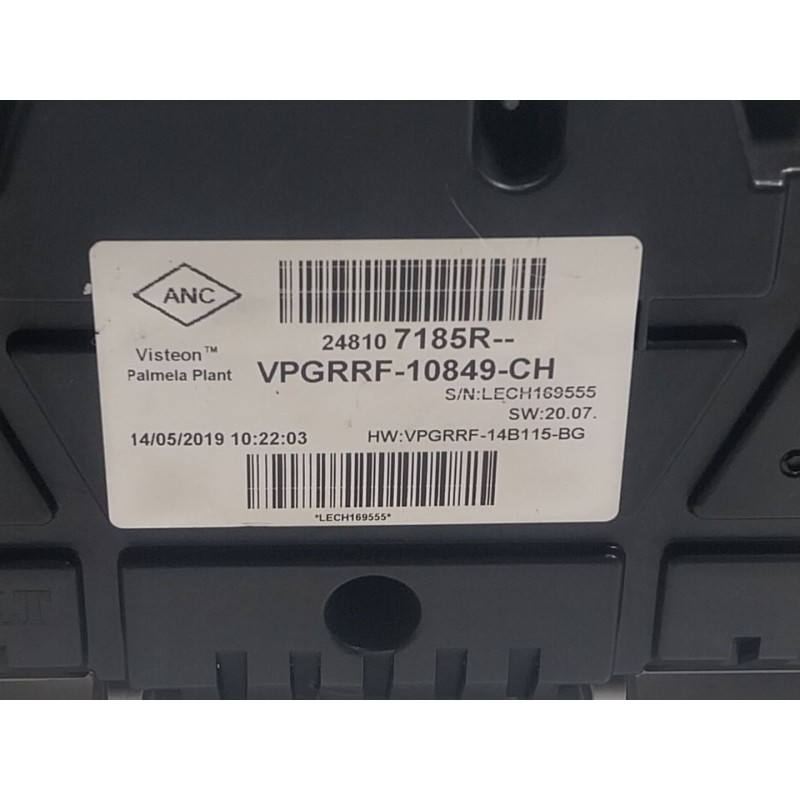 ANC
24810 7185R--
Visteon™
Palmela Plant
VPGRRF-10849-CH
S/N:LECH169555
SW:20.07.
14/05/2019 10:22:03
HW:VPGRRF-14B115-BG
*LECH169555*